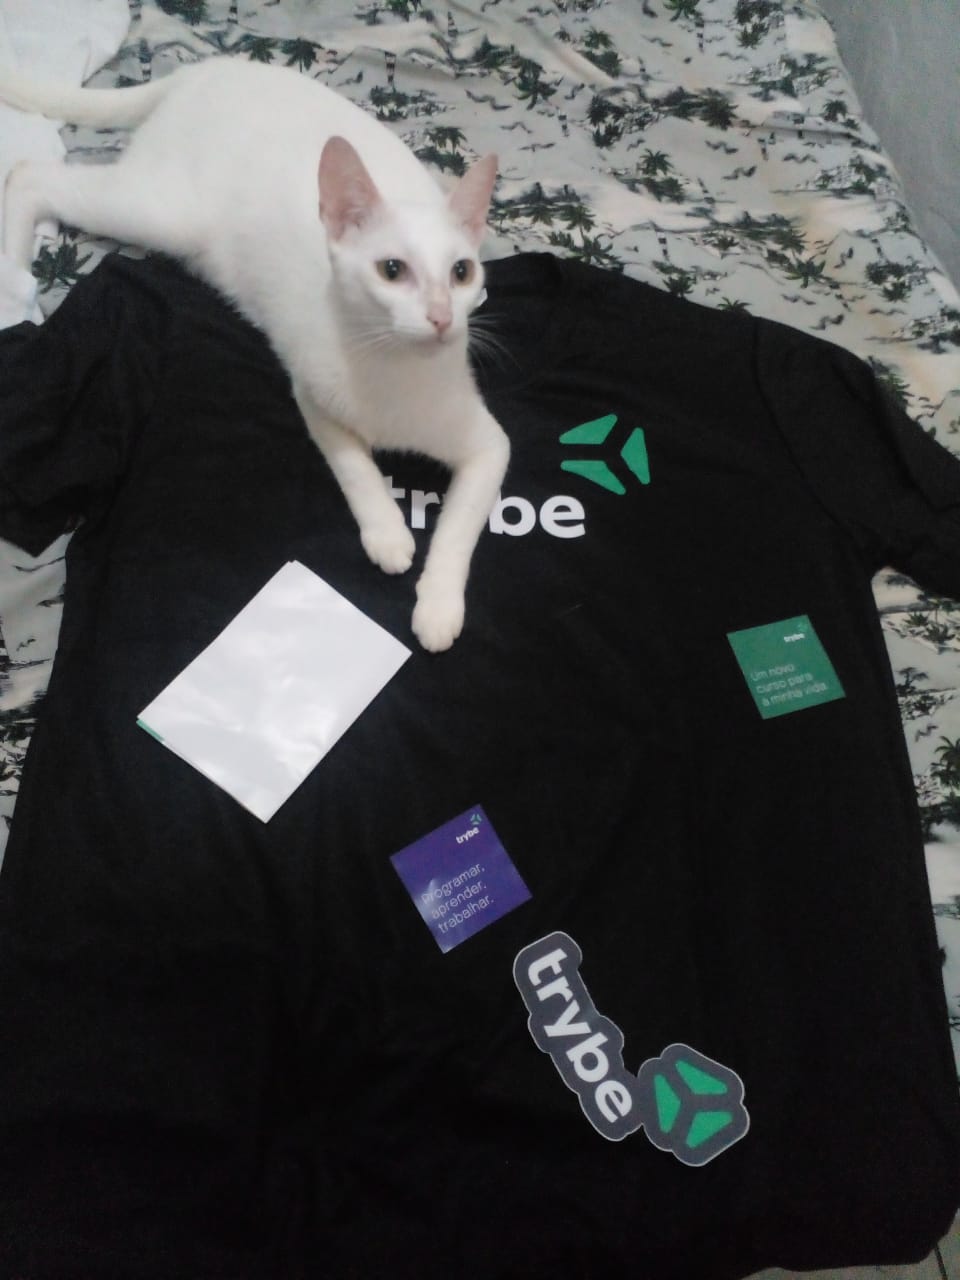 trybe
trybe
Um novo
curso para
a minha vida.
trybe
programar,
aprender,
trabalhar.
trybe